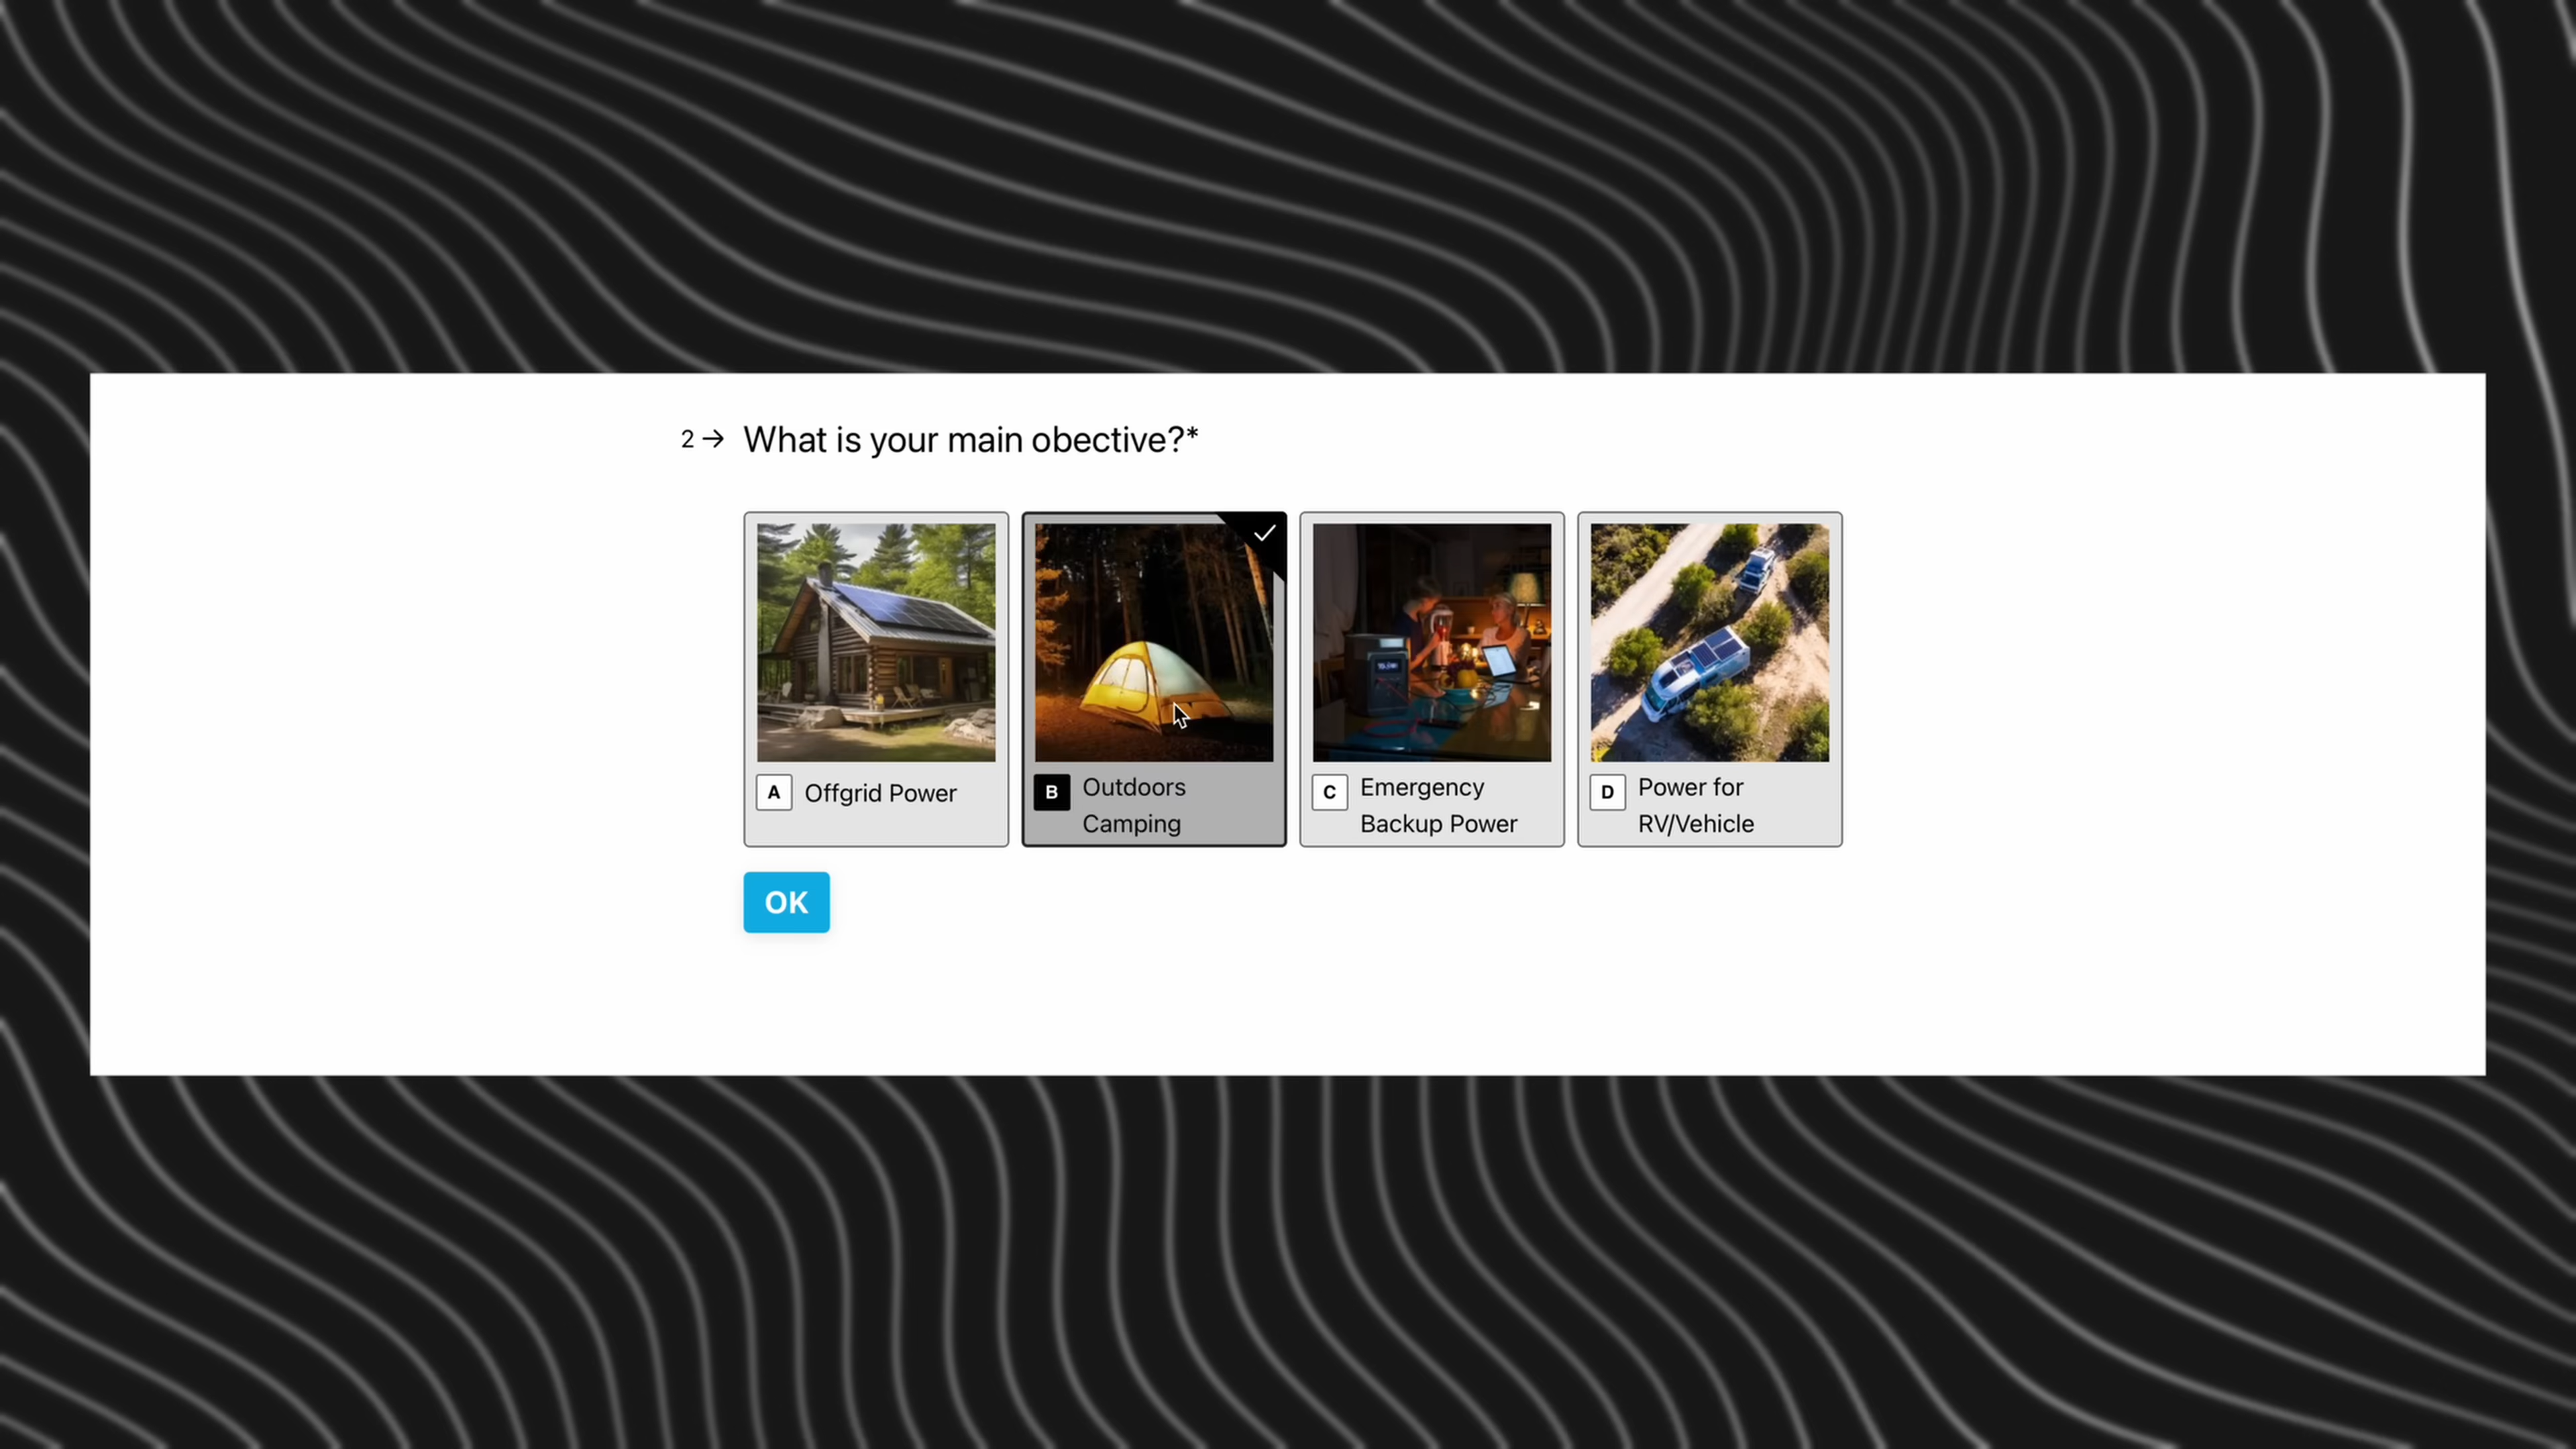 2 → What is your main obective?*
A Offgrid Power
B Outdoors
Camping
C Emergency
Backup Power
D Power for
RV/Vehicle
OK